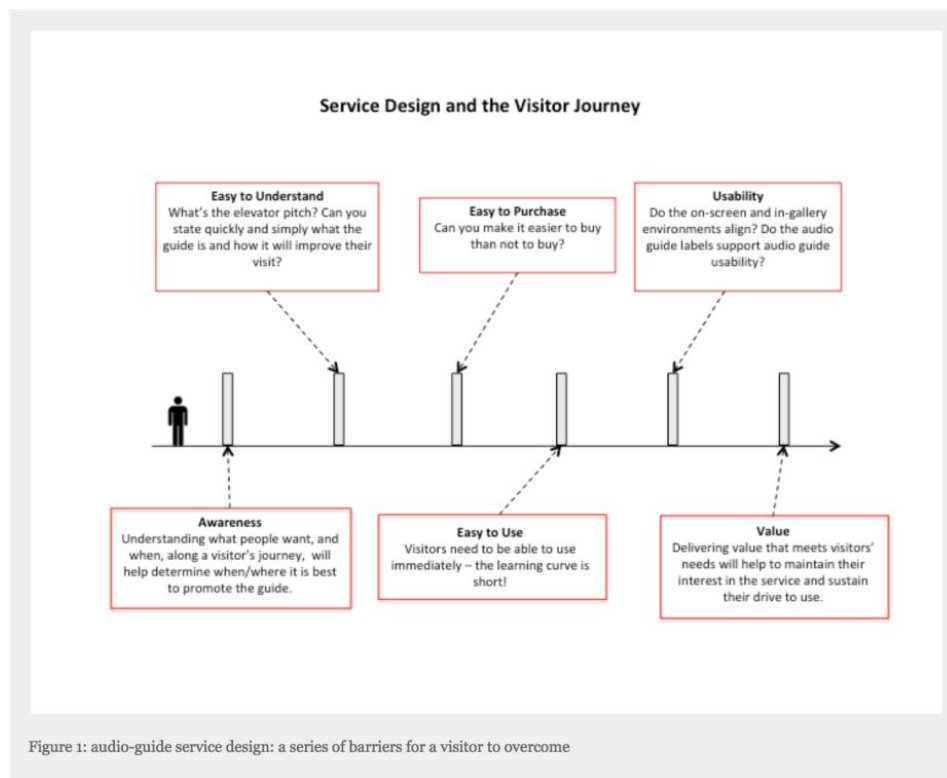 Service Design and the Visitor Journey
Easy to Understand
What's the elevator pitch? Can you
state quickly and simply what the
guide is and how it will improve their
visit?
Easy to Purchase
Can you make it easier to buy
than not to buy?
Usability
Do the on-screen and in-gallery
environments align? Do the audio
guide labels support audio guide
usability?
Awareness
Understanding what people want, and
when, along a visitor's journey, will
help determine when/where it is best
to promote the guide.
Easy to Use
Visitors need to be able to use
immediately – the learning curve is
short!
Value
Delivering value that meets visitors'
needs will help to maintain their
interest in the service and sustain
their drive to use.
Figure 1: audio-guide service design: a series of barriers for a visitor to overcome